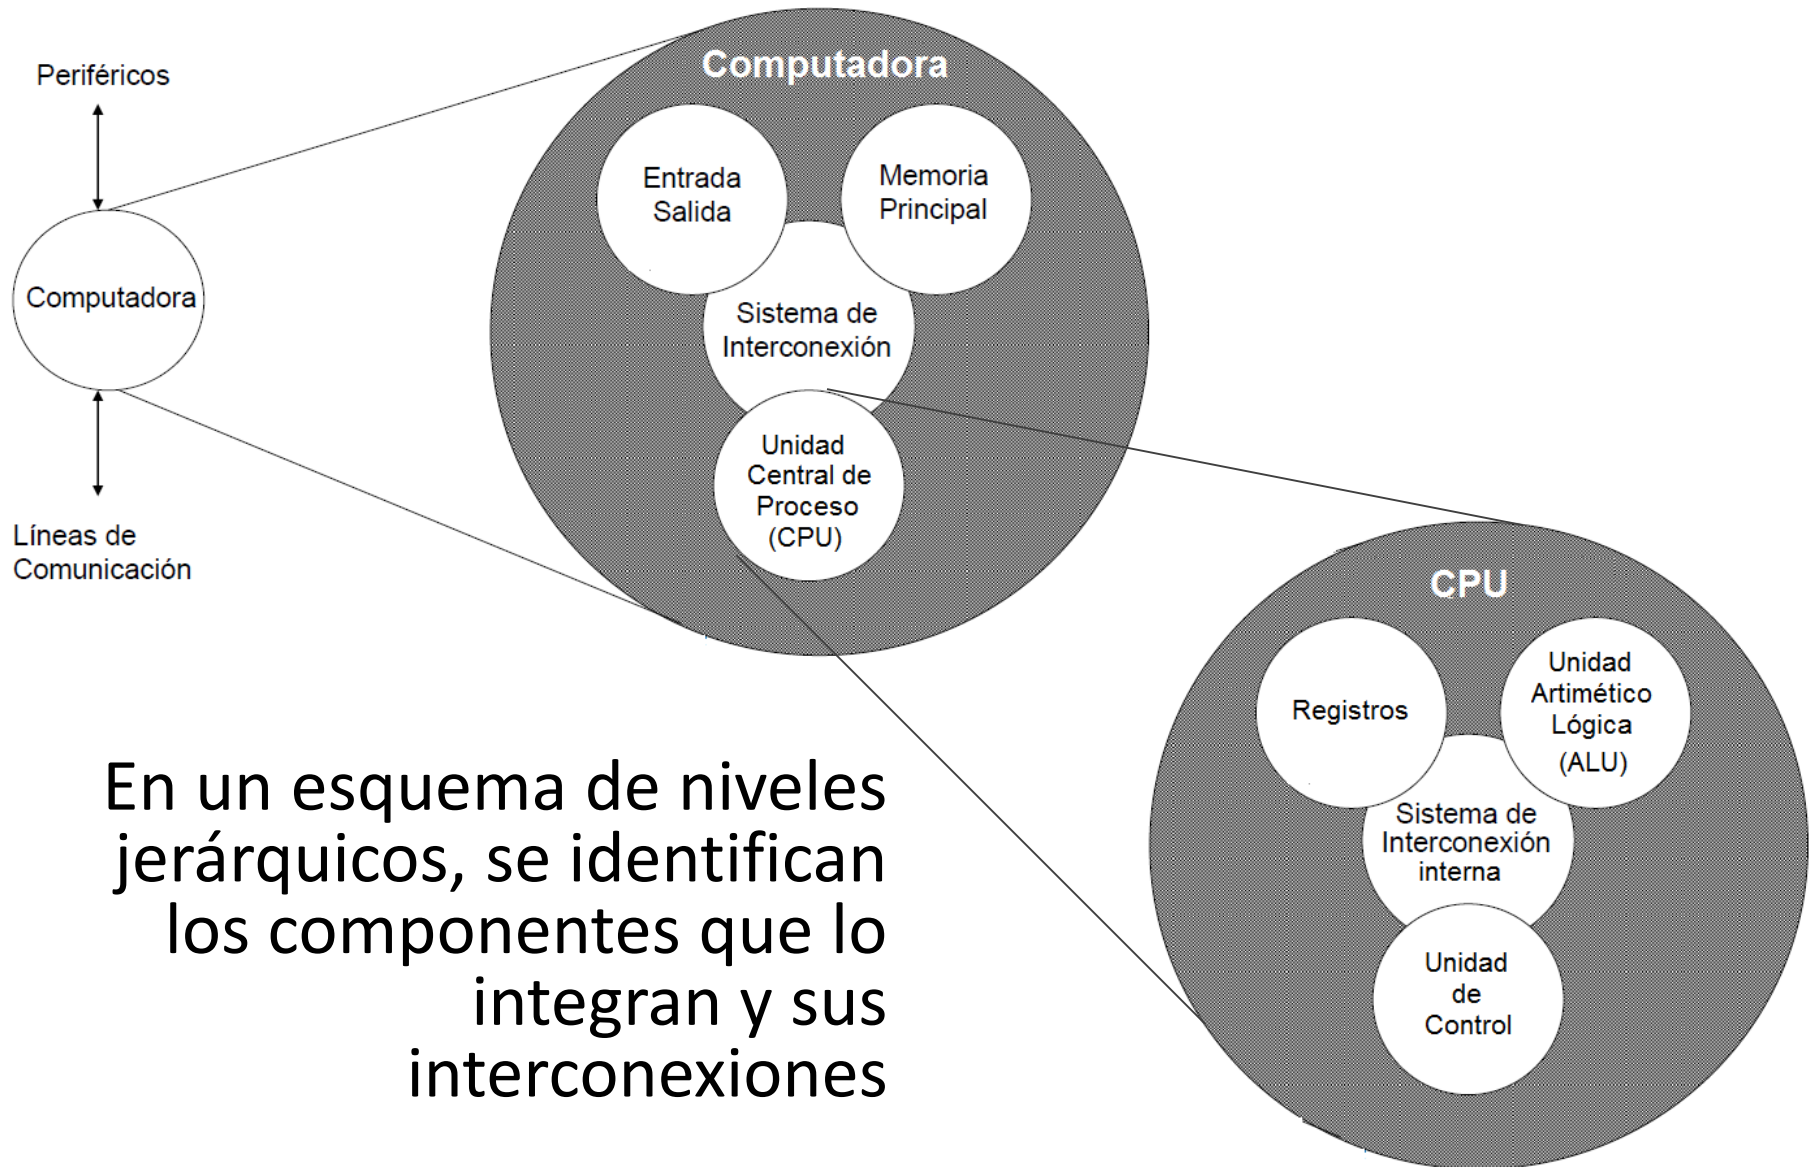 Periféricos
Computadora
Líneas de
Comunicación
Computadora
Entrada
Salida
Memoria
Principal
Sistema de
Interconexión
Unidad
Central de
Proceso
(CPU)
CPU
Registros
Unidad
Artimético
Lógica
(ALU)
Sistema de
Interconexión
interna
Unidad
de
Control
En un esquema de niveles
jerárquicos, se identifican
los componentes que lo
integran y sus
interconexiones